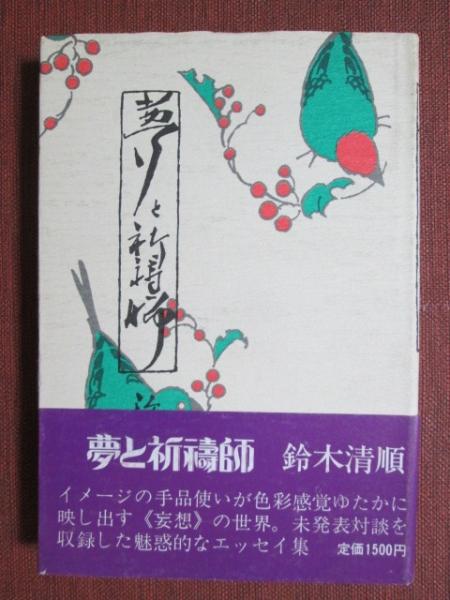 夢と祈禱師
夢と祈禱師 鈴木清順
イメージの手品使いが色彩感覚ゆたかに
映し出す《妄想》の世界。未発表対談を
収録した魅惑的なエッセイ集 定価1500円